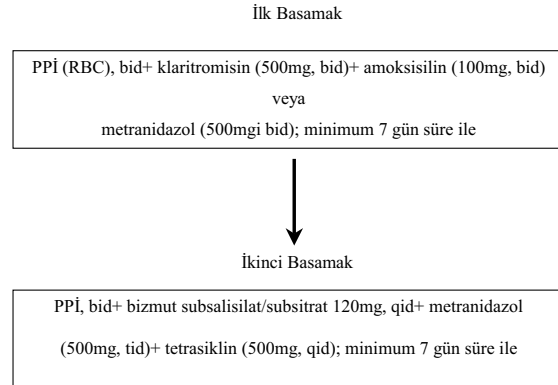 İlk Basamak
PPİ (RBC), bid+ klaritromisin (500mg, bid)+ amoksisilin (100mg, bid)
veya
metranidazol (500mgi bid); minimum 7 gün süre ile
İkinci Basamak
PPİ, bid+ bizmut subsalisilat/subsitrat 120mg, qid+ metranidazol
(500mg, tid)+ tetrasiklin (500mg, qid); minimum 7 gün süre ile